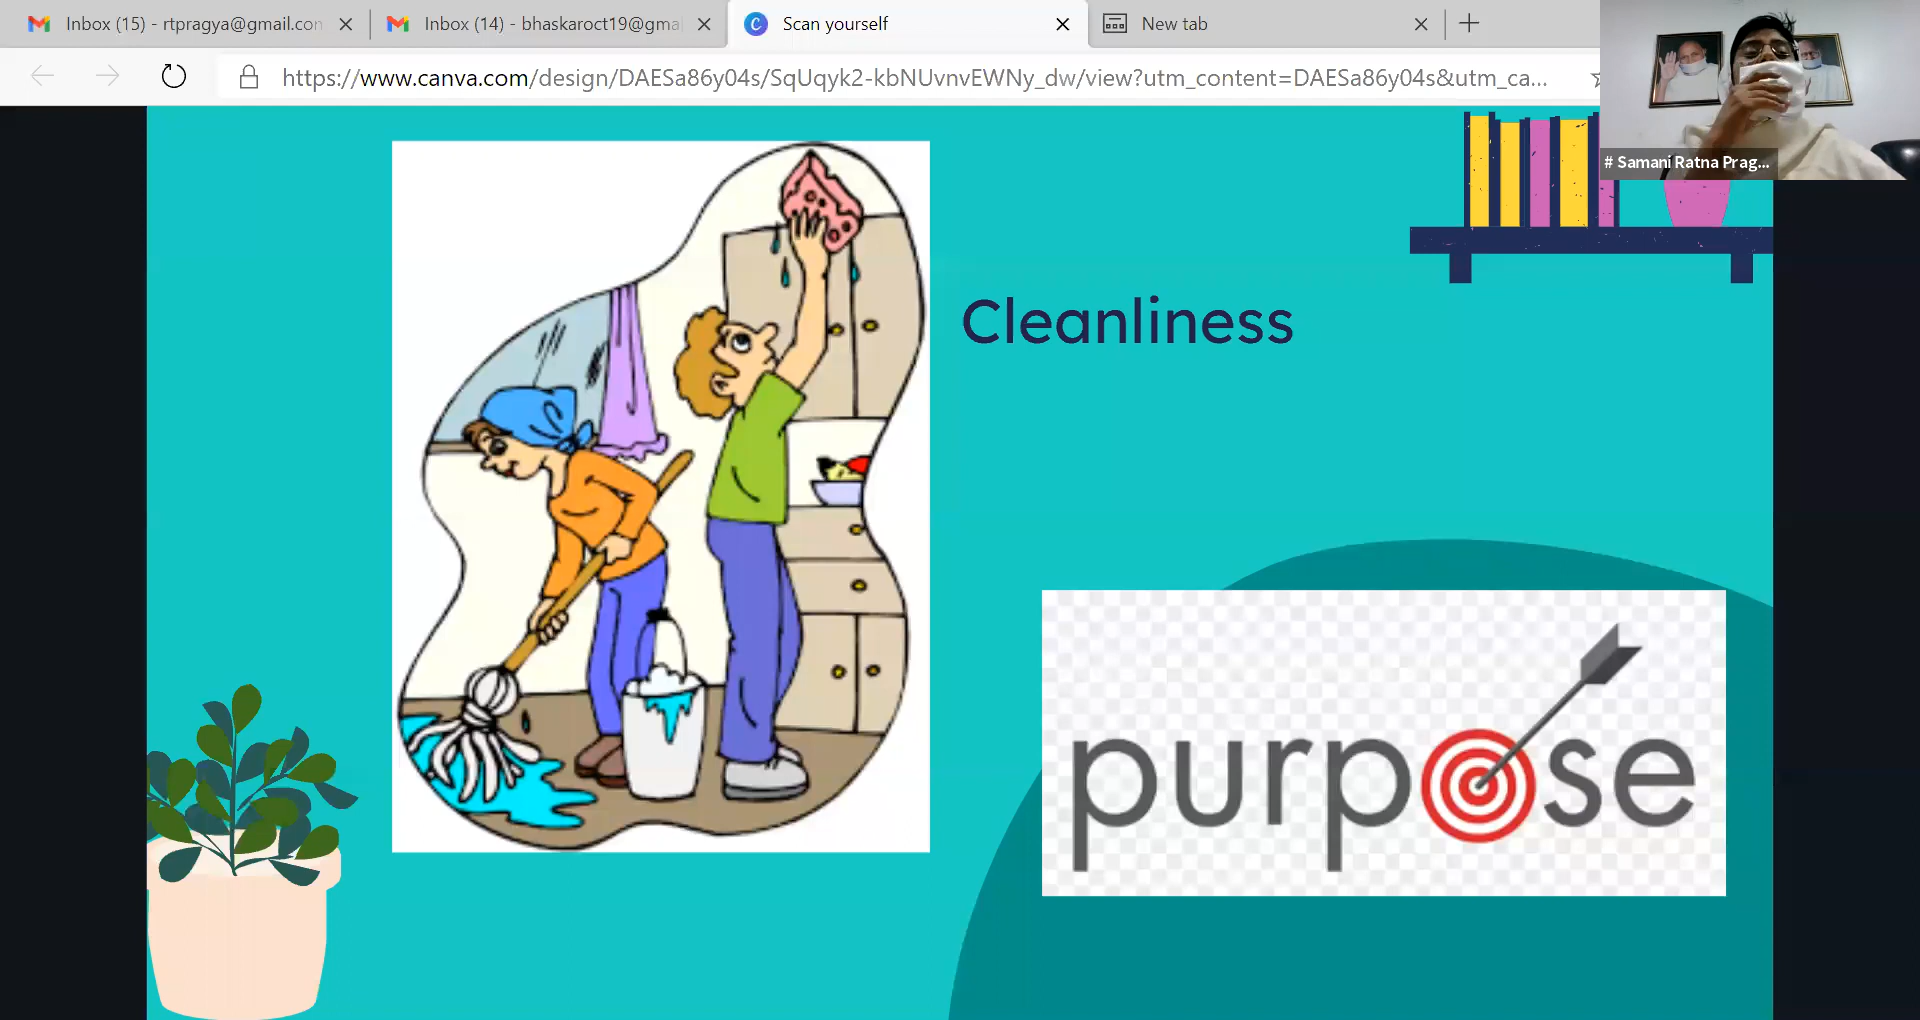 Inbox (15) - rtpragya@gmail.con
Inbox (14) - bhaskaroct19@gma
Scan yourself
New tab
https://www.canva.com/design/DAESa86y04s/SqUqyk2-kbNUvnvEWNy_dw/view?utm_content=DAESa86y04s&utm_ca...
# Samani Ratna Prag...
Cleanliness
purpose